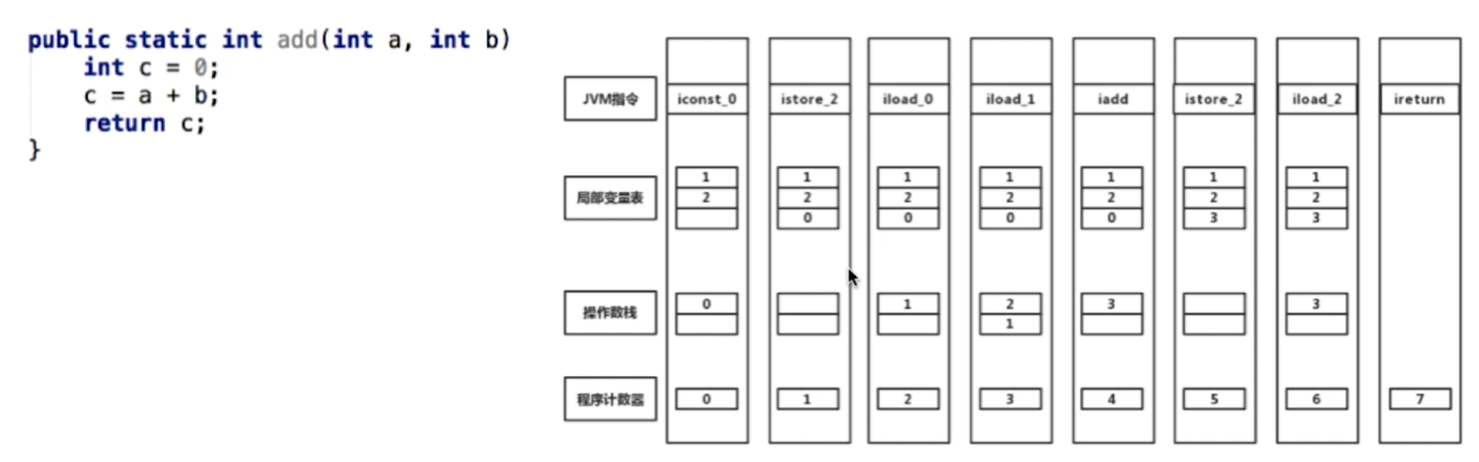 public static int add(int a, int b)
int c = 0;
c = a + b;
return c;
}
JVM指令 iconst_0 istore_2 iload_0 iload_1 iadd istore_2 iload_2 ireturn
局部变量表 1 1 1 1 1 1 1
2 2 2 2 2 2 2
0 0 0 0 3 3
操作数栈 0 1 2 3 3
1
程序计数器 0 1 2 3 4 5 6 7